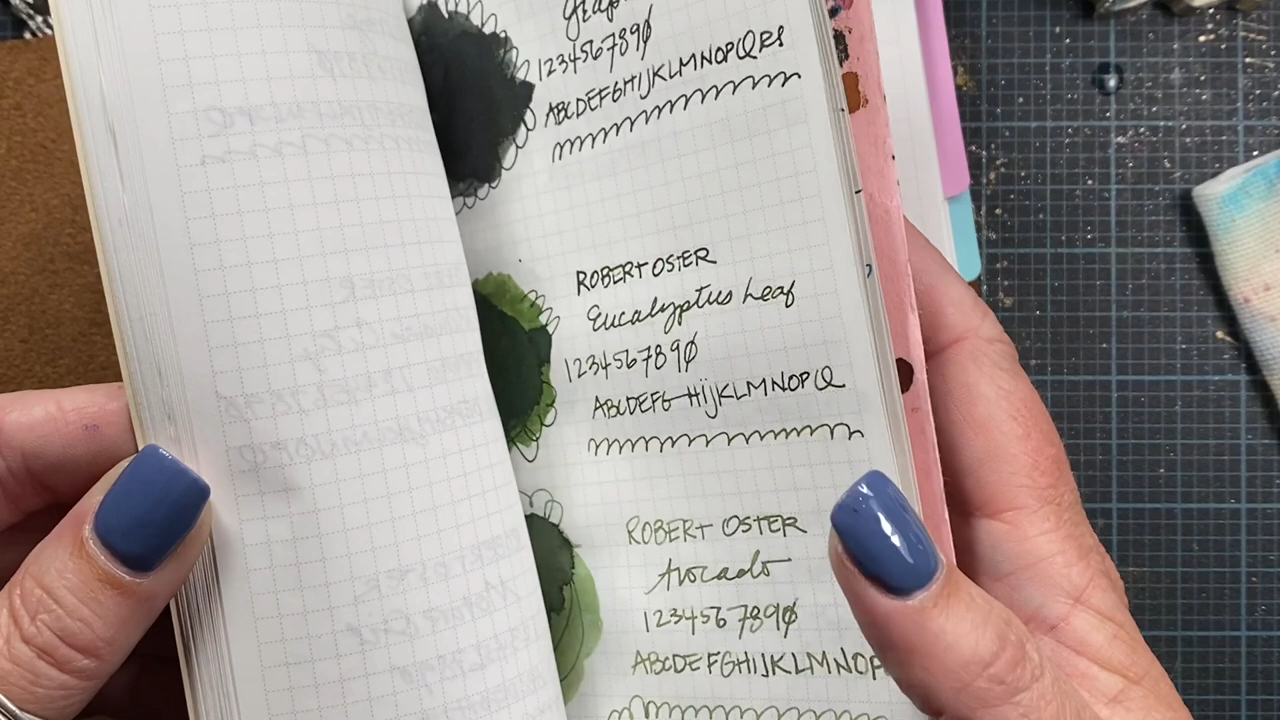 1234567890
ABCDEFGHIJKLMNOPQRS
ROBERT OSTER
Eucalyptus Leaf
1234567890
ABCDEFGHIJKLMNOPQ
ROBERT OSTER
Avocado
1234567890
ABCDEFGHIJKLMNOP